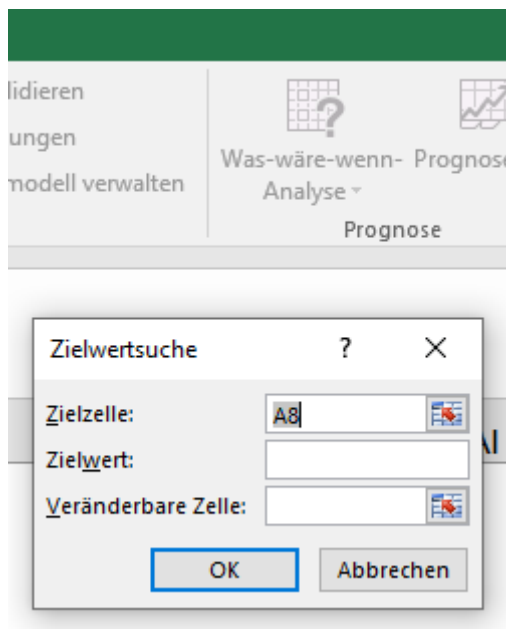 lidieren
ungen
modell verwalten
Was-wäre-wenn-
Analyse
Prognose
Prognose
Zielwertsuche ? ×
Zielzelle: A8
Zielwert:
Veränderbare Zelle:
OK Abbrechen